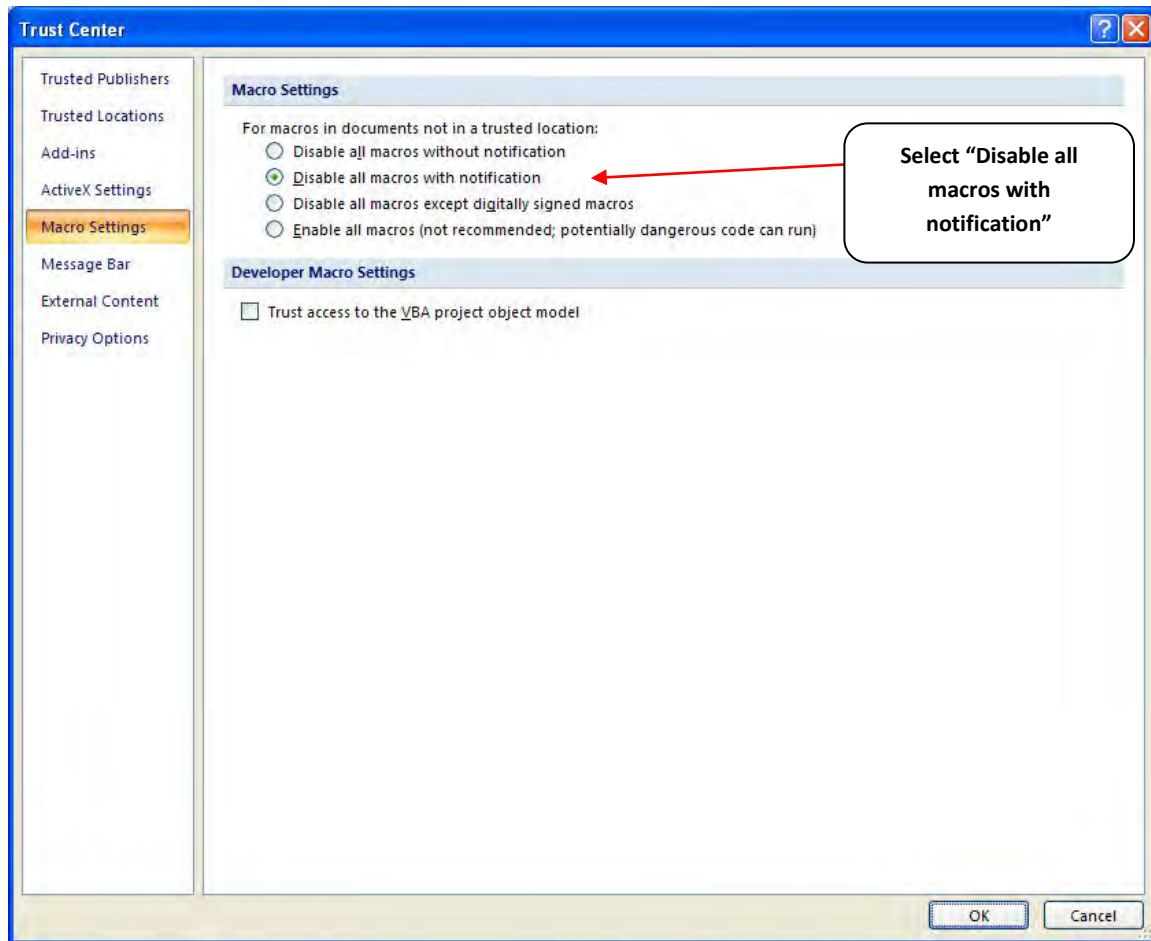 Trust Center
Trusted Publishers
Trusted Locations
Add-ins
ActiveX Settings
Macro Settings
Message Bar
External Content
Privacy Options
Macro Settings
For macros in documents not in a trusted location:
Disable all macros without notification
Disable all macros with notification
Disable all macros except digitally signed macros
Enable all macros (not recommended; potentially dangerous code can run)
Select “Disable all
macros with
notification”
Developer Macro Settings
Trust access to the VBA project object model
OK
Cancel